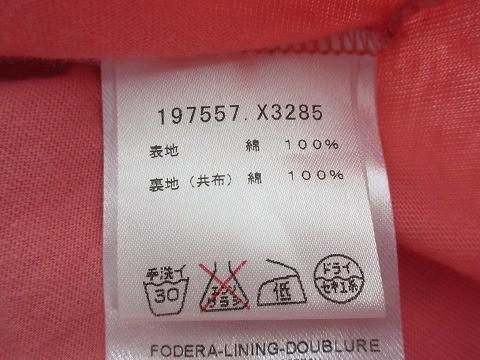 197557. X3285
表地 綿 100%
裏地（共布）綿 100%
手洗イ
30
エンソ
サラシ
低
ドライ
セキユ系
FODERA-LINING-DOUBLURE